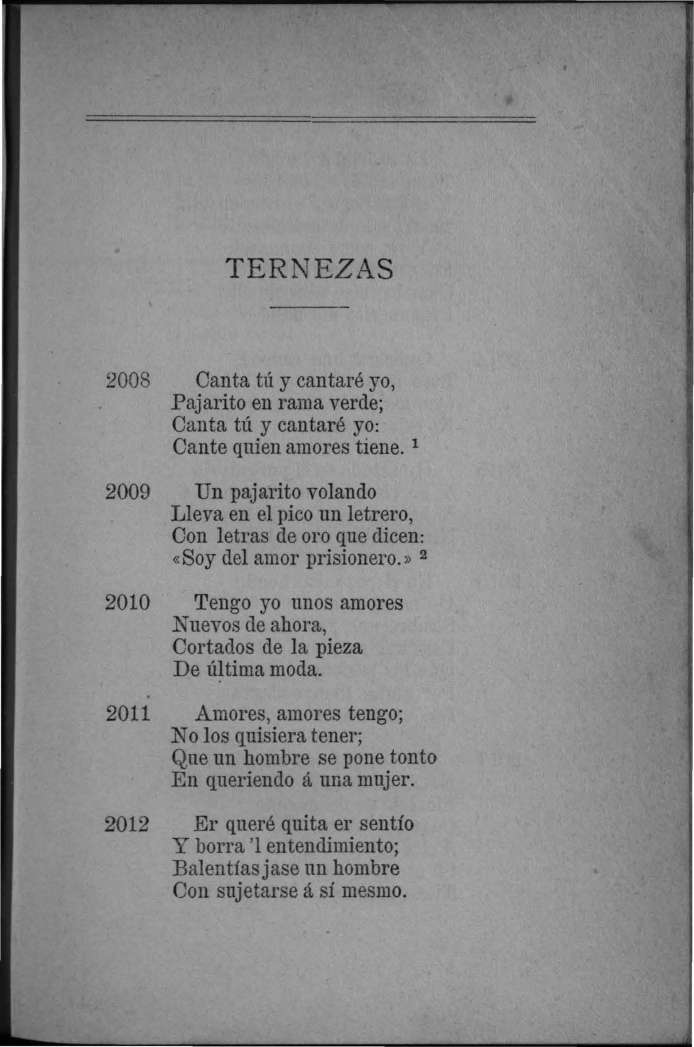 TERNEZAS
2008 Canta tú y cantaré yo,
Pajarito en rama verde;
Canta tú y cantaré yo:
Cante quien amores tiene. ¹
2009 Un pajarito volando
Lleva en el pico un letrero,
Con letras de oro que dicen:
«Soy del amor prisionero.» ²
2010 Tengo yo unos amores
Nuevos de ahora,
Cortados de la pieza
De última moda.
2011 Amores, amores tengo;
No los quisiera tener;
Que un hombre se pone tonto
En queriendo á una mujer.
2012 Er queré quita er sentío
Y borra 'l entendimiento;
Balentías jase un hombre
Con sujetarse á sí mesmo.